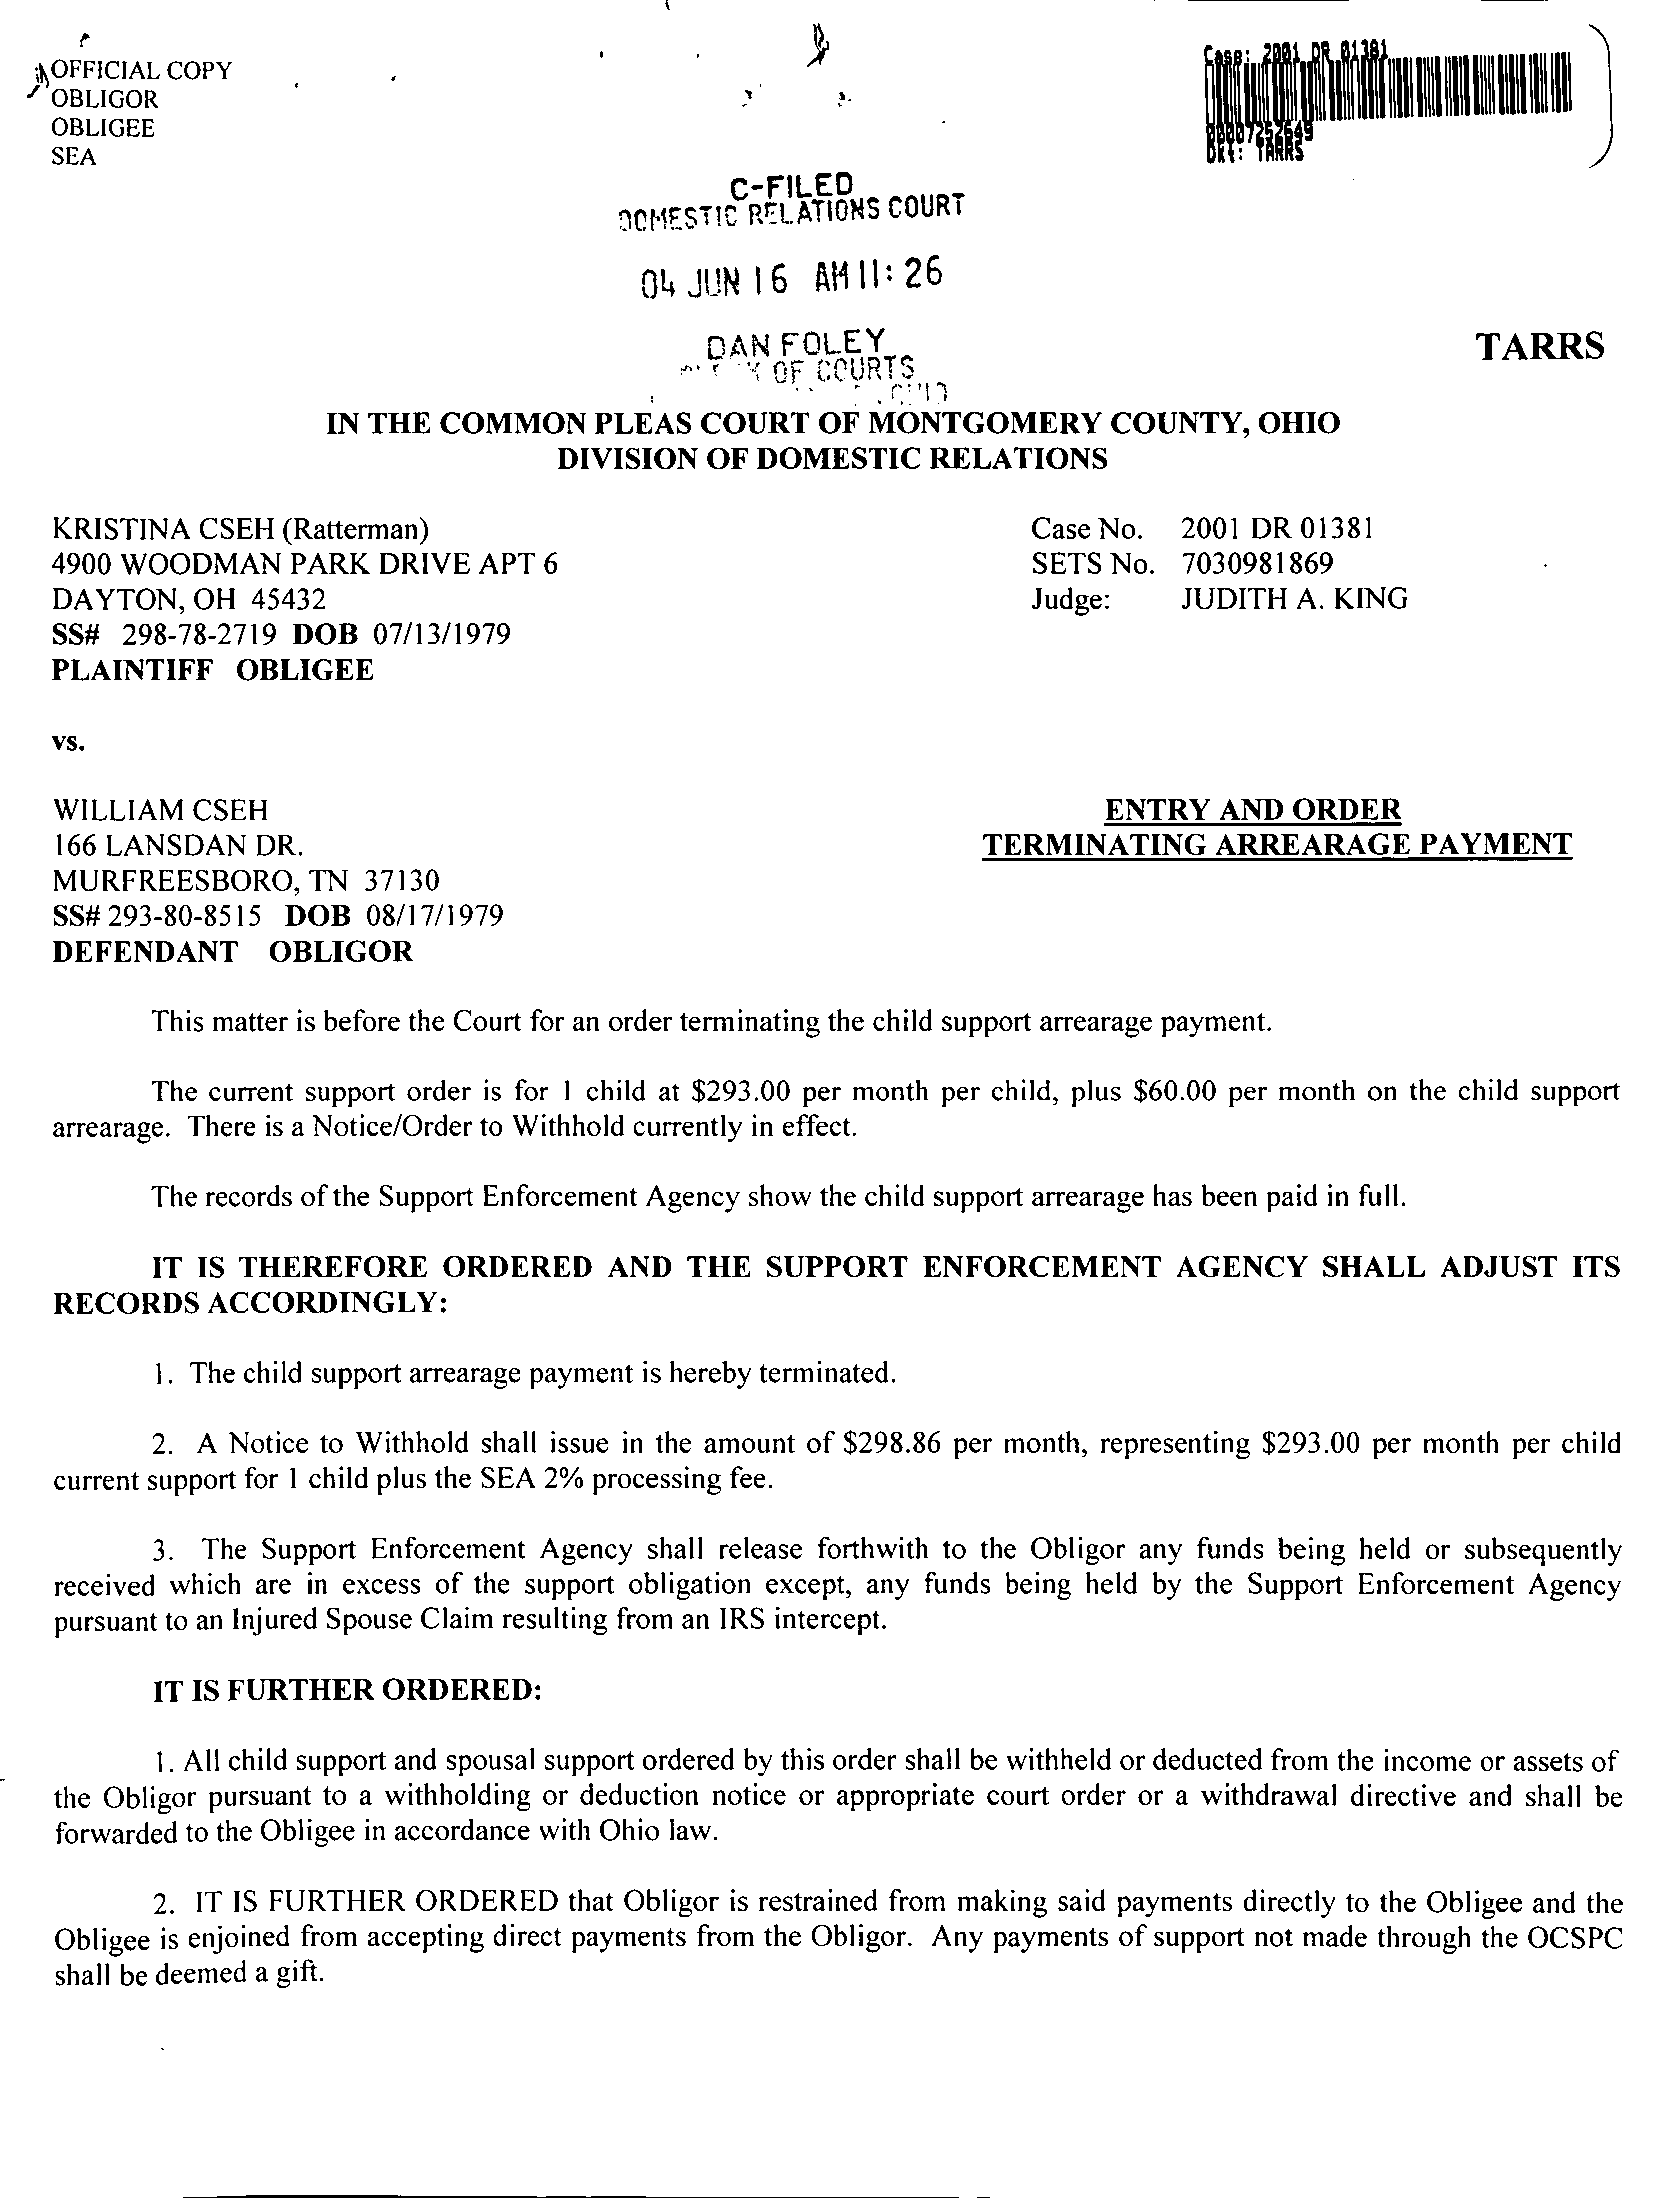 OFFICIAL COPY
OBLIGOR
OBLIGEE
SEA
Case: 2001 DR 01381
00007252649
Dkt: TARRS
C-FILED
DOMESTIC RELATIONS COURT
04 JUN 16 AM 11: 26
DAN FOLEY
OF COURTS
TARRS
IN THE COMMON PLEAS COURT OF MONTGOMERY COUNTY, OHIO
DIVISION OF DOMESTIC RELATIONS
KRISTINA CSEH (Ratterman)
4900 WOODMAN PARK DRIVE APT 6
DAYTON, OH 45432
SS# 298-78-2719 DOB 07/13/1979
PLAINTIFF OBLIGEE
Case No. 2001 DR 01381
SETS No. 7030981869
Judge: JUDITH A. KING
vs.
WILLIAM CSEH
166 LANSDAN DR.
MURFREESBORO, TN 37130
SS# 293-80-8515 DOB 08/17/1979
DEFENDANT OBLIGOR
ENTRY AND ORDER
TERMINATING ARREARAGE PAYMENT
This matter is before the Court for an order terminating the child support arrearage payment.
The current support order is for 1 child at $293.00 per month per child, plus $60.00 per month on the child support
arrearage. There is a Notice/Order to Withhold currently in effect.
The records of the Support Enforcement Agency show the child support arrearage has been paid in full.
IT IS THEREFORE ORDERED AND THE SUPPORT ENFORCEMENT AGENCY SHALL ADJUST ITS
RECORDS ACCORDINGLY:
1. The child support arrearage payment is hereby terminated.
2. A Notice to Withhold shall issue in the amount of $298.86 per month, representing $293.00 per month per child
current support for 1 child plus the SEA 2% processing fee.
3. The Support Enforcement Agency shall release forthwith to the Obligor any funds being held or subsequently
received which are in excess of the support obligation except, any funds being held by the Support Enforcement Agency
pursuant to an Injured Spouse Claim resulting from an IRS intercept.
IT IS FURTHER ORDERED:
1. All child support and spousal support ordered by this order shall be withheld or deducted from the income or assets of
the Obligor pursuant to a withholding or deduction notice or appropriate court order or a withdrawal directive and shall be
forwarded to the Obligee in accordance with Ohio law.
2. IT IS FURTHER ORDERED that Obligor is restrained from making said payments directly to the Obligee and the
Obligee is enjoined from accepting direct payments from the Obligor. Any payments of support not made through the OCSPC
shall be deemed a gift.